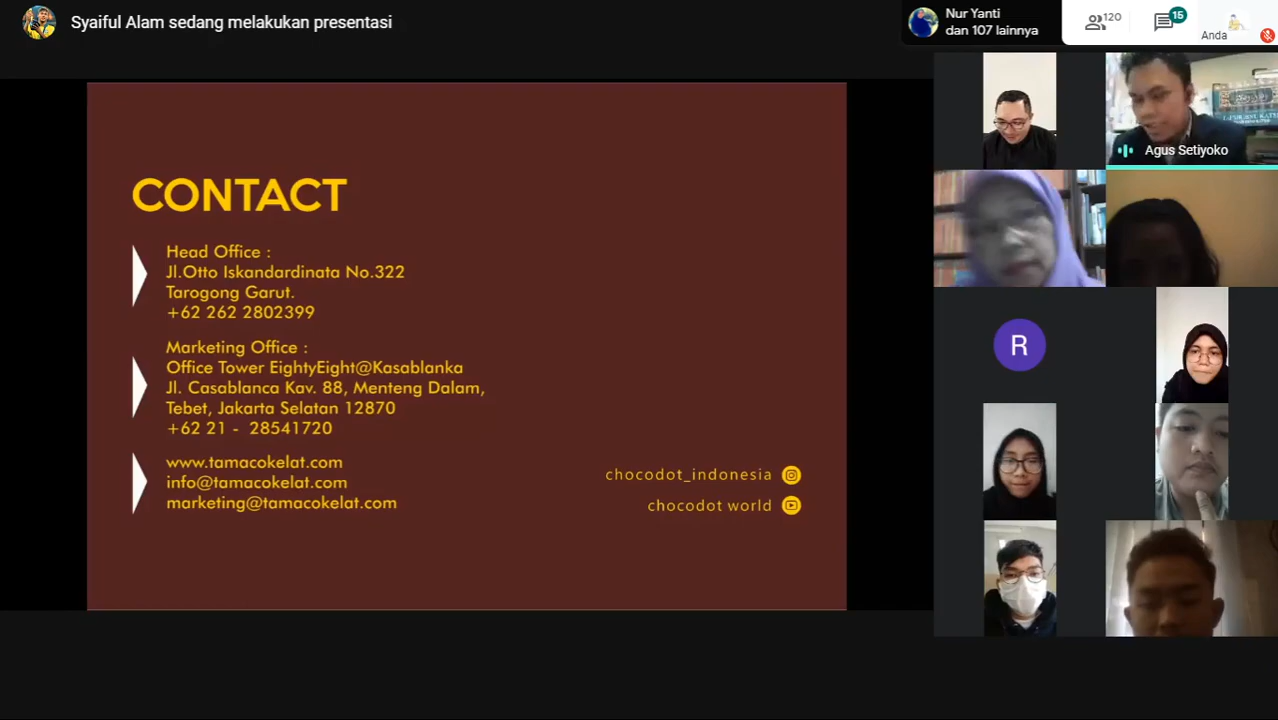 Syaiful Alam sedang melakukan presentasi
Nur Yanti
dan 107 lainnya
120
15
Anda
CONTACT
Head Office :
Jl.Otto Iskandardinata No.322
Tarogong Garut.
+62 262 2802399
Marketing Office :
Office Tower EightyEight@Kasablanka
Jl. Casablanca Kav. 88, Menteng Dalam,
Tebet, Jakarta Selatan 12870
+62 21 - 28541720
www.tamacokelat.com
info@tamacokelat.com
marketing@tamacokelat.com
chocodot_indonesia
chocodot world
Agus Setiyoko
R